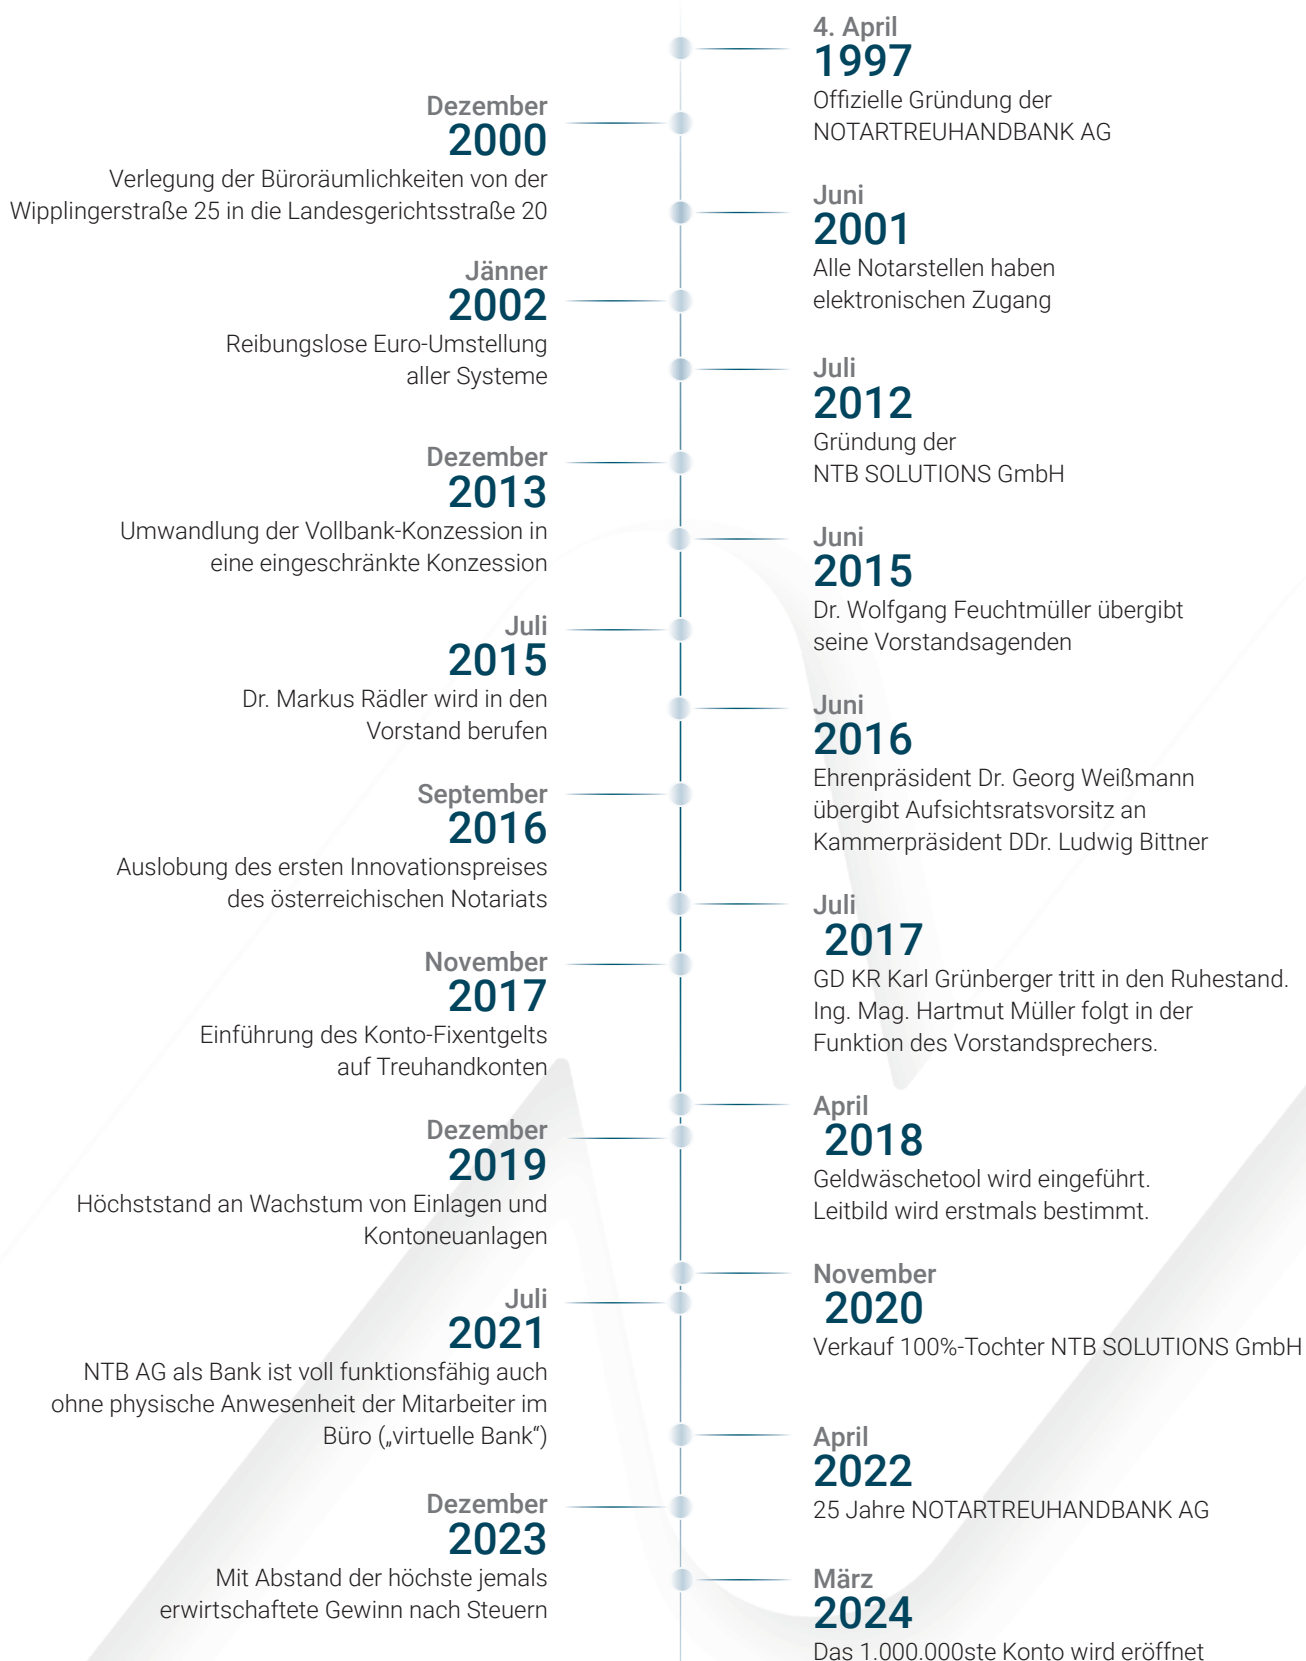 4. April
1997
Offizielle Gründung der
NOTARTREUHANDBANK AG
Dezember
2000
Verlegung der Büroräumlichkeiten von der
Wipplingerstraße 25 in die Landesgerichtsstraße 20
Juni
2001
Alle Notarstellen haben
elektronischen Zugang
Jänner
2002
Reibungslose Euro-Umstellung
aller Systeme
Juli
2012
Gründung der
NTB SOLUTIONS GmbH
Dezember
2013
Umwandlung der Vollbank-Konzession in
eine eingeschränkte Konzession
Juni
2015
Dr. Wolfgang Feuchtmüller übergibt
seine Vorstandsagenden
Juli
2015
Dr. Markus Rädler wird in den
Vorstand berufen
Juni
2016
Ehrenpräsident Dr. Georg Weißmann
übergibt Aufsichtsratsvorsitz an
Kammerpräsident DDr. Ludwig Bittner
September
2016
Auslobung des ersten Innovationspreises
des österreichischen Notariats
Juli
2017
GD KR Karl Grünberger tritt in den Ruhestand.
Ing. Mag. Hartmut Müller folgt in der
Funktion des Vorstandsprechers.
November
2017
Einführung des Konto-Fixentgelts
auf Treuhandkonten
April
2018
Geldwäschetool wird eingeführt.
Leitbild wird erstmals bestimmt.
Dezember
2019
Höchststand an Wachstum von Einlagen und
Kontoneuanlagen
November
2020
Verkauf 100%-Tochter NTB SOLUTIONS GmbH
Juli
2021
NTB AG als Bank ist voll funktionsfähig auch
ohne physische Anwesenheit der Mitarbeiter im
Büro („virtuelle Bank“)
April
2022
25 Jahre NOTARTREUHANDBANK AG
Dezember
2023
Mit Abstand der höchste jemals
erwirtschaftete Gewinn nach Steuern
März
2024
Das 1.000.000ste Konto wird eröffnet